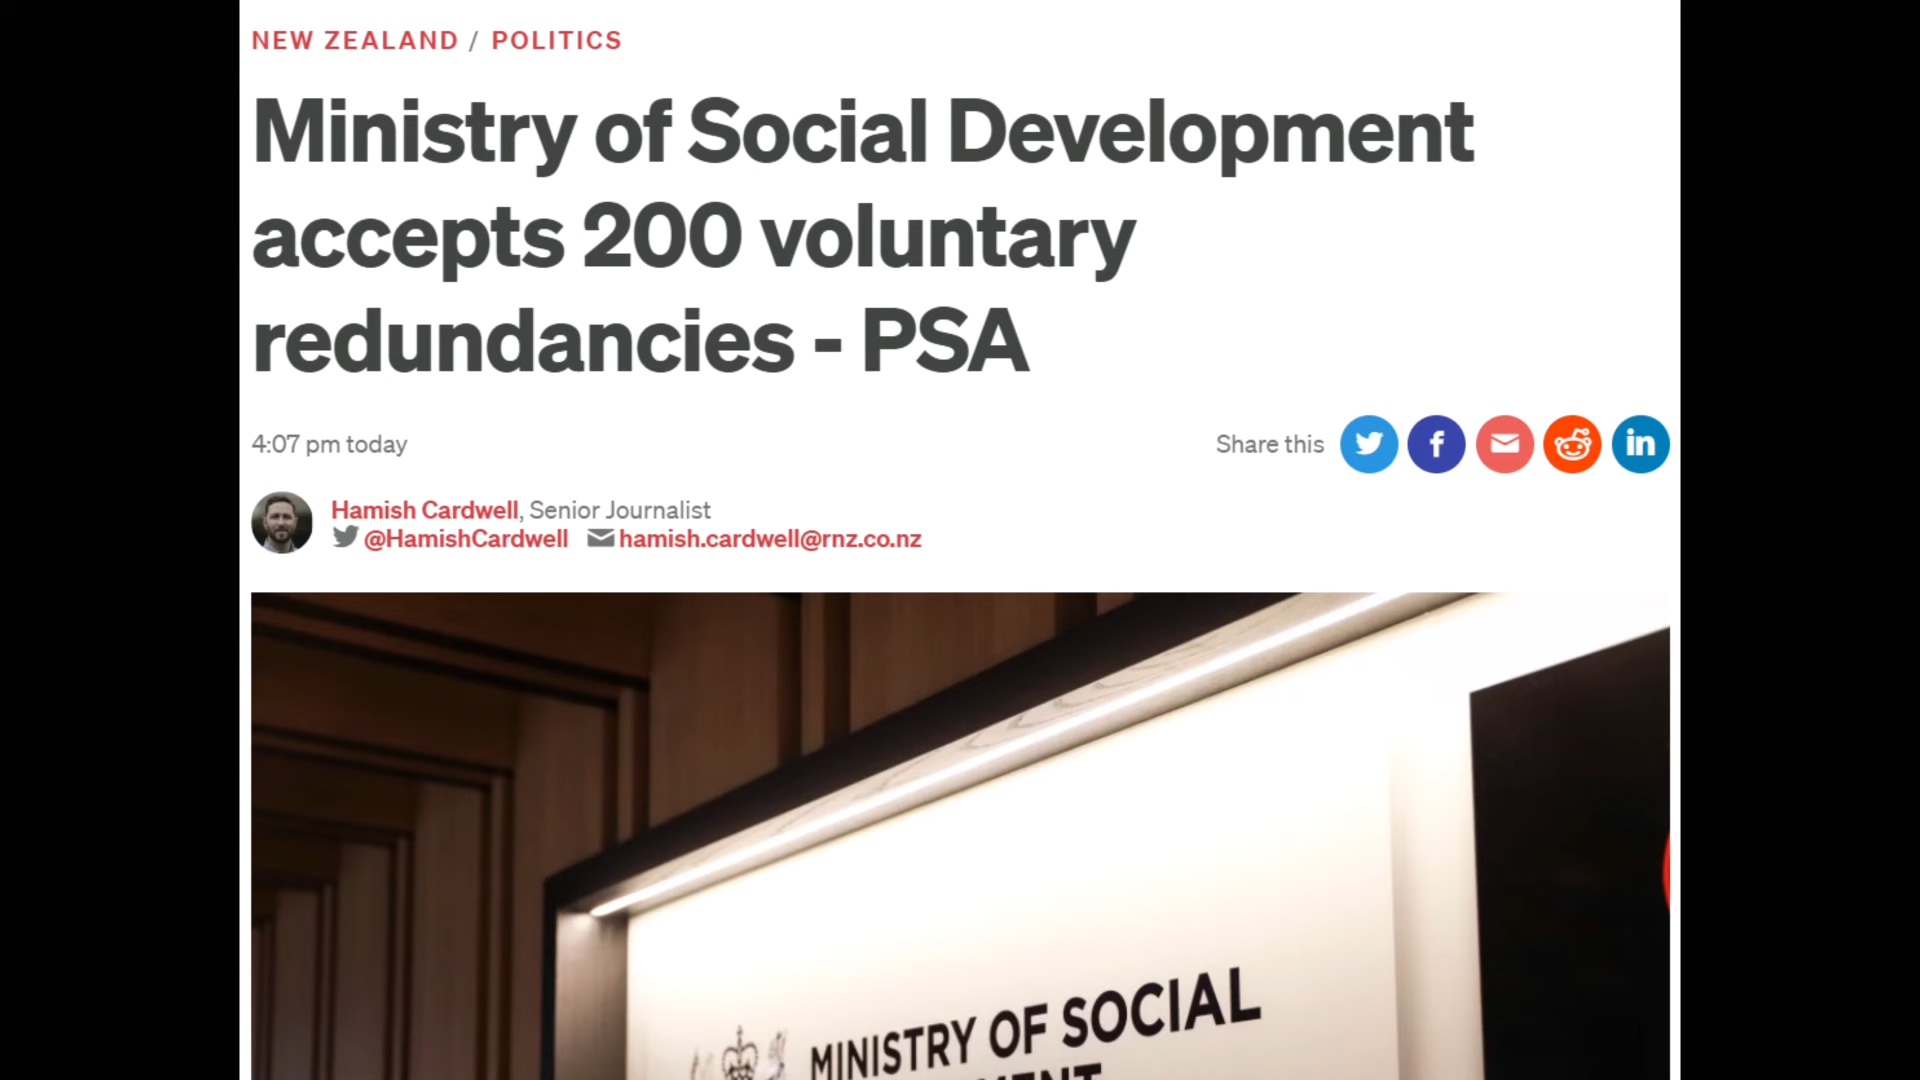 NEW ZEALAND / POLITICS
Ministry of Social Development
accepts 200 voluntary
redundancies - PSA
4:07 pm today
Share this
Hamish Cardwell, Senior Journalist
@HamishCardwell hamish.cardwell@rnz.co.nz
MINISTRY OF SOCIAL